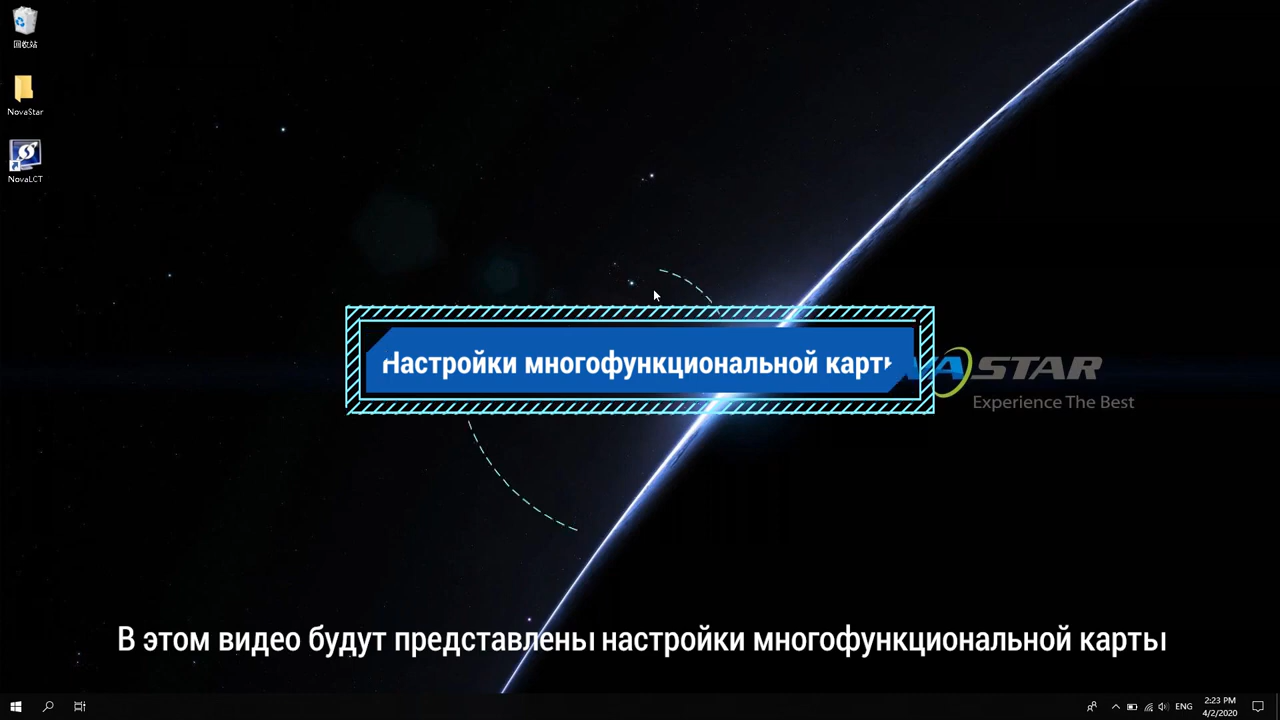 回收站
NovaStar
NovaLCT
Настройки многофункциональной карты
STAR
Experience The Best
В этом видео будут представлены настройки многофункциональной карты
ENG
2:23 PM
4/2/2020